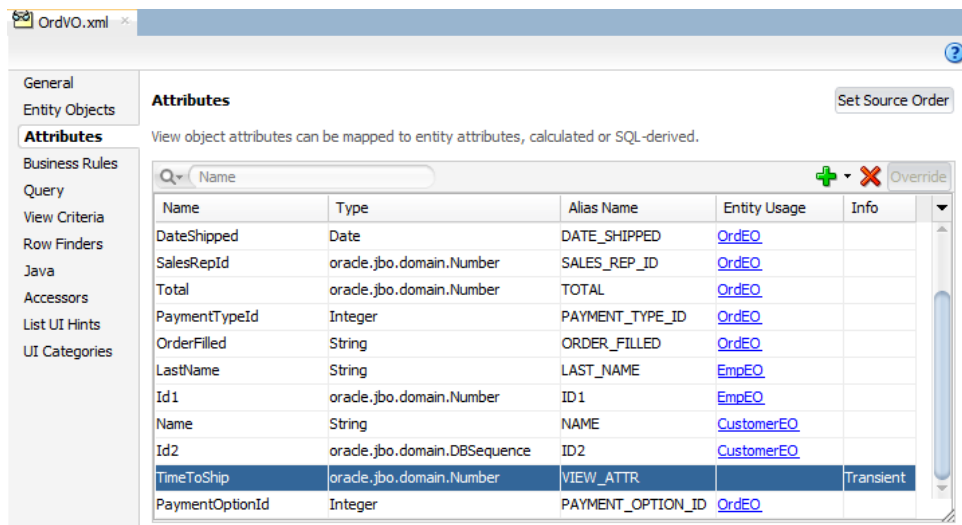 OrdVO.xml
General
Entity Objects
Attributes
Business Rules
Query
View Criteria
Row Finders
Java
Accessors
List UI Hints
UI Categories
Attributes
Set Source Order
View object attributes can be mapped to entity attributes, calculated or SQL-derived.
Name
Override
Name Type Alias Name Entity Usage Info
DateShipped Date DATE_SHIPPED OrdEO
SalesRepId oracle.jbo.domain.Number SALES_REP_ID OrdEO
Total oracle.jbo.domain.Number TOTAL OrdEO
PaymentTypeId Integer PAYMENT_TYPE_ID OrdEO
OrderFilled String ORDER_FILLED OrdEO
LastName String LAST_NAME EmpEO
Id1 oracle.jbo.domain.Number ID1 EmpEO
Name String NAME CustomerEO
Id2 oracle.jbo.domain.DBSequence ID2 CustomerEO
TimeToShip oracle.jbo.domain.Number VIEW_ATTR Transient
PaymentOptionId Integer PAYMENT_OPTION_ID OrdEO